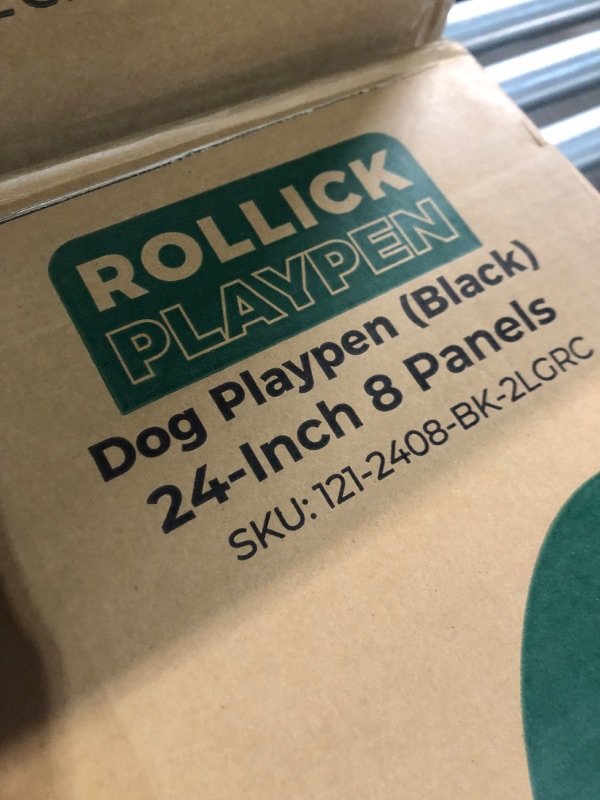 ROLLICK
PLAYPEN
Dog Playpen (Black)
24-Inch 8 Panels
SKU: 121-2408-BK-2LGRC